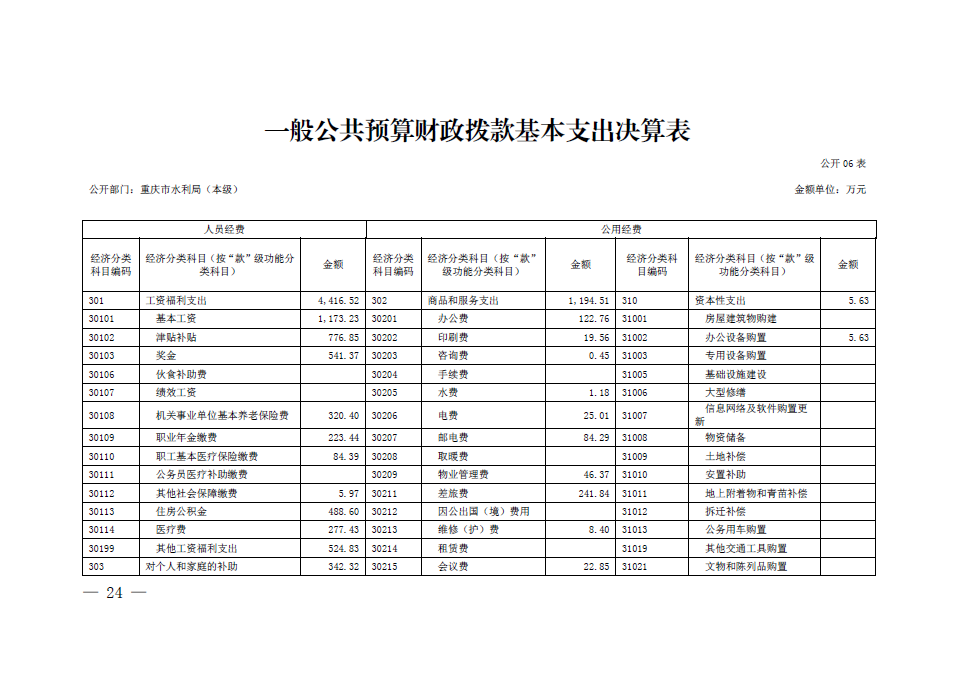 一般公共预算财政拨款基本支出决算表
公开 06 表
公开部门：重庆市水利局（本级） 金额单位：万元
人员经费 公用经费
经济分类科目编码 经济分类科目（按“款”级功能分类科目） 金额 经济分类科目编码 经济分类科目（按“款”级功能分类科目） 金额 经济分类科目编码 经济分类科目（按“款”级功能分类科目） 金额
301 工资福利支出 4,416.52 302 商品和服务支出 1,194.51 310 资本性支出 5.63
30101 基本工资 1,173.23 30201 办公费 122.76 31001 房屋建筑物购建
30102 津贴补贴 776.85 30202 印刷费 19.56 31002 办公设备购置 5.63
30103 奖金 541.37 30203 咨询费 0.45 31003 专用设备购置
30106 伙食补助费 30204 手续费 31005 基础设施建设
30107 绩效工资 30205 水费 1.18 31006 大型修缮
30108 机关事业单位基本养老保险费 320.40 30206 电费 25.01 31007 信息网络及软件购置更新
30109 职业年金缴费 223.44 30207 邮电费 84.29 31008 物资储备
30110 职工基本医疗保险缴费 84.39 30208 取暖费 31009 土地补偿
30111 公务员医疗补助缴费 30209 物业管理费 46.37 31010 安置补助
30112 其他社会保障缴费 5.97 30211 差旅费 241.84 31011 地上附着物和青苗补偿
30113 住房公积金 488.60 30212 因公出国（境）费用 31012 拆迁补偿
30114 医疗费 277.43 30213 维修（护）费 8.40 31013 公务用车购置
30199 其他工资福利支出 524.83 30214 租赁费 31019 其他交通工具购置
303 对个人和家庭的补助 342.32 30215 会议费 22.85 31021 文物和陈列品购置
— 24 —